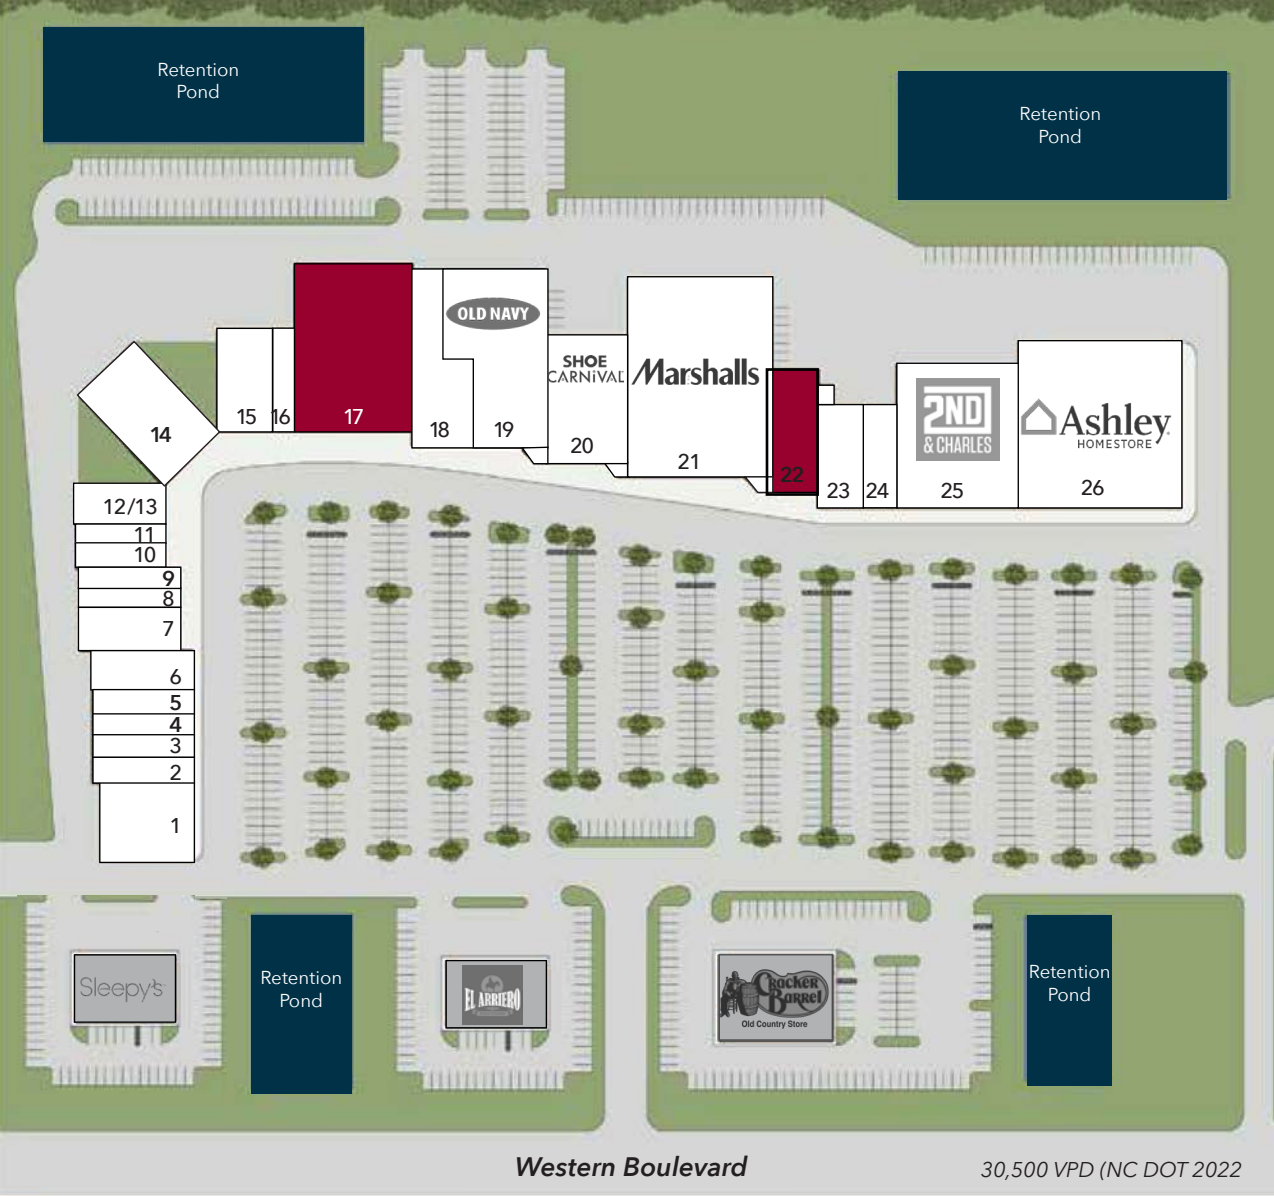 Retention
Pond
Retention
Pond
OLD NAVY
SHOE
CARNIVAL
Marshalls
2ND
& CHARLES
Ashley
HOMESTORE
15
16
17
18
19
20
21
22
23
24
25
26
14
12/13
11
10
9
8
7
6
5
4
3
2
1
Sleepy's
Retention
Pond
EL ARRIERO
Cracker
Barrel
Old Country Store
Retention
Pond
Western Boulevard
30,500 VPD (NC DOT 2022